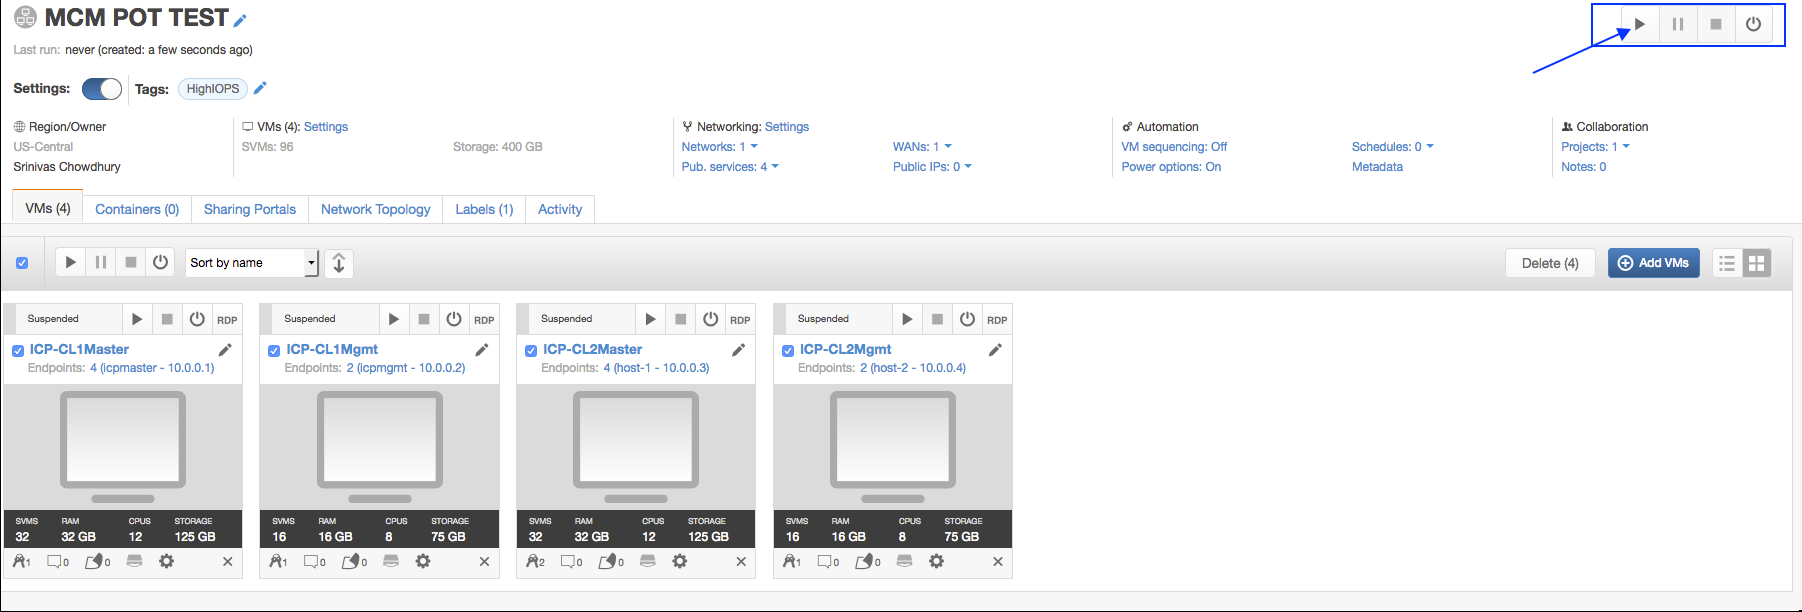 MCM POT TEST
Last run: never (created: a few seconds ago)
Settings: Tags: HighIOPS
Region/Owner
US-Central
Srinivas Chowdhury
VMs (4): Settings
SVMs: 96 Storage: 400 GB
Networking: Settings
Networks: 1 WANs: 1
Pub. services: 4 Public IPs: 0
Automation
VM sequencing: Off Schedules: 0
Power options: On Metadata
Collaboration
Projects: 1
Notes: 0
VMs (4) Containers (0) Sharing Portals Network Topology Labels (1) Activity
Sort by name Delete (4) Add VMs
Suspended RDP
ICP-CL1Master
Endpoints: 4 (icpmaster - 10.0.0.1)
SVMS RAM CPUS STORAGE
32 32 GB 12 125 GB
1 0 0
Suspended RDP
ICP-CL1Mgmt
Endpoints: 2 (icpmgmt - 10.0.0.2)
SVMS RAM CPUS STORAGE
16 16 GB 8 75 GB
1 0 0
Suspended RDP
ICP-CL2Master
Endpoints: 4 (host-1 - 10.0.0.3)
SVMS RAM CPUS STORAGE
32 32 GB 12 125 GB
2 0 0
Suspended RDP
ICP-CL2Mgmt
Endpoints: 2 (host-2 - 10.0.0.4)
SVMS RAM CPUS STORAGE
16 16 GB 8 75 GB
1 0 0